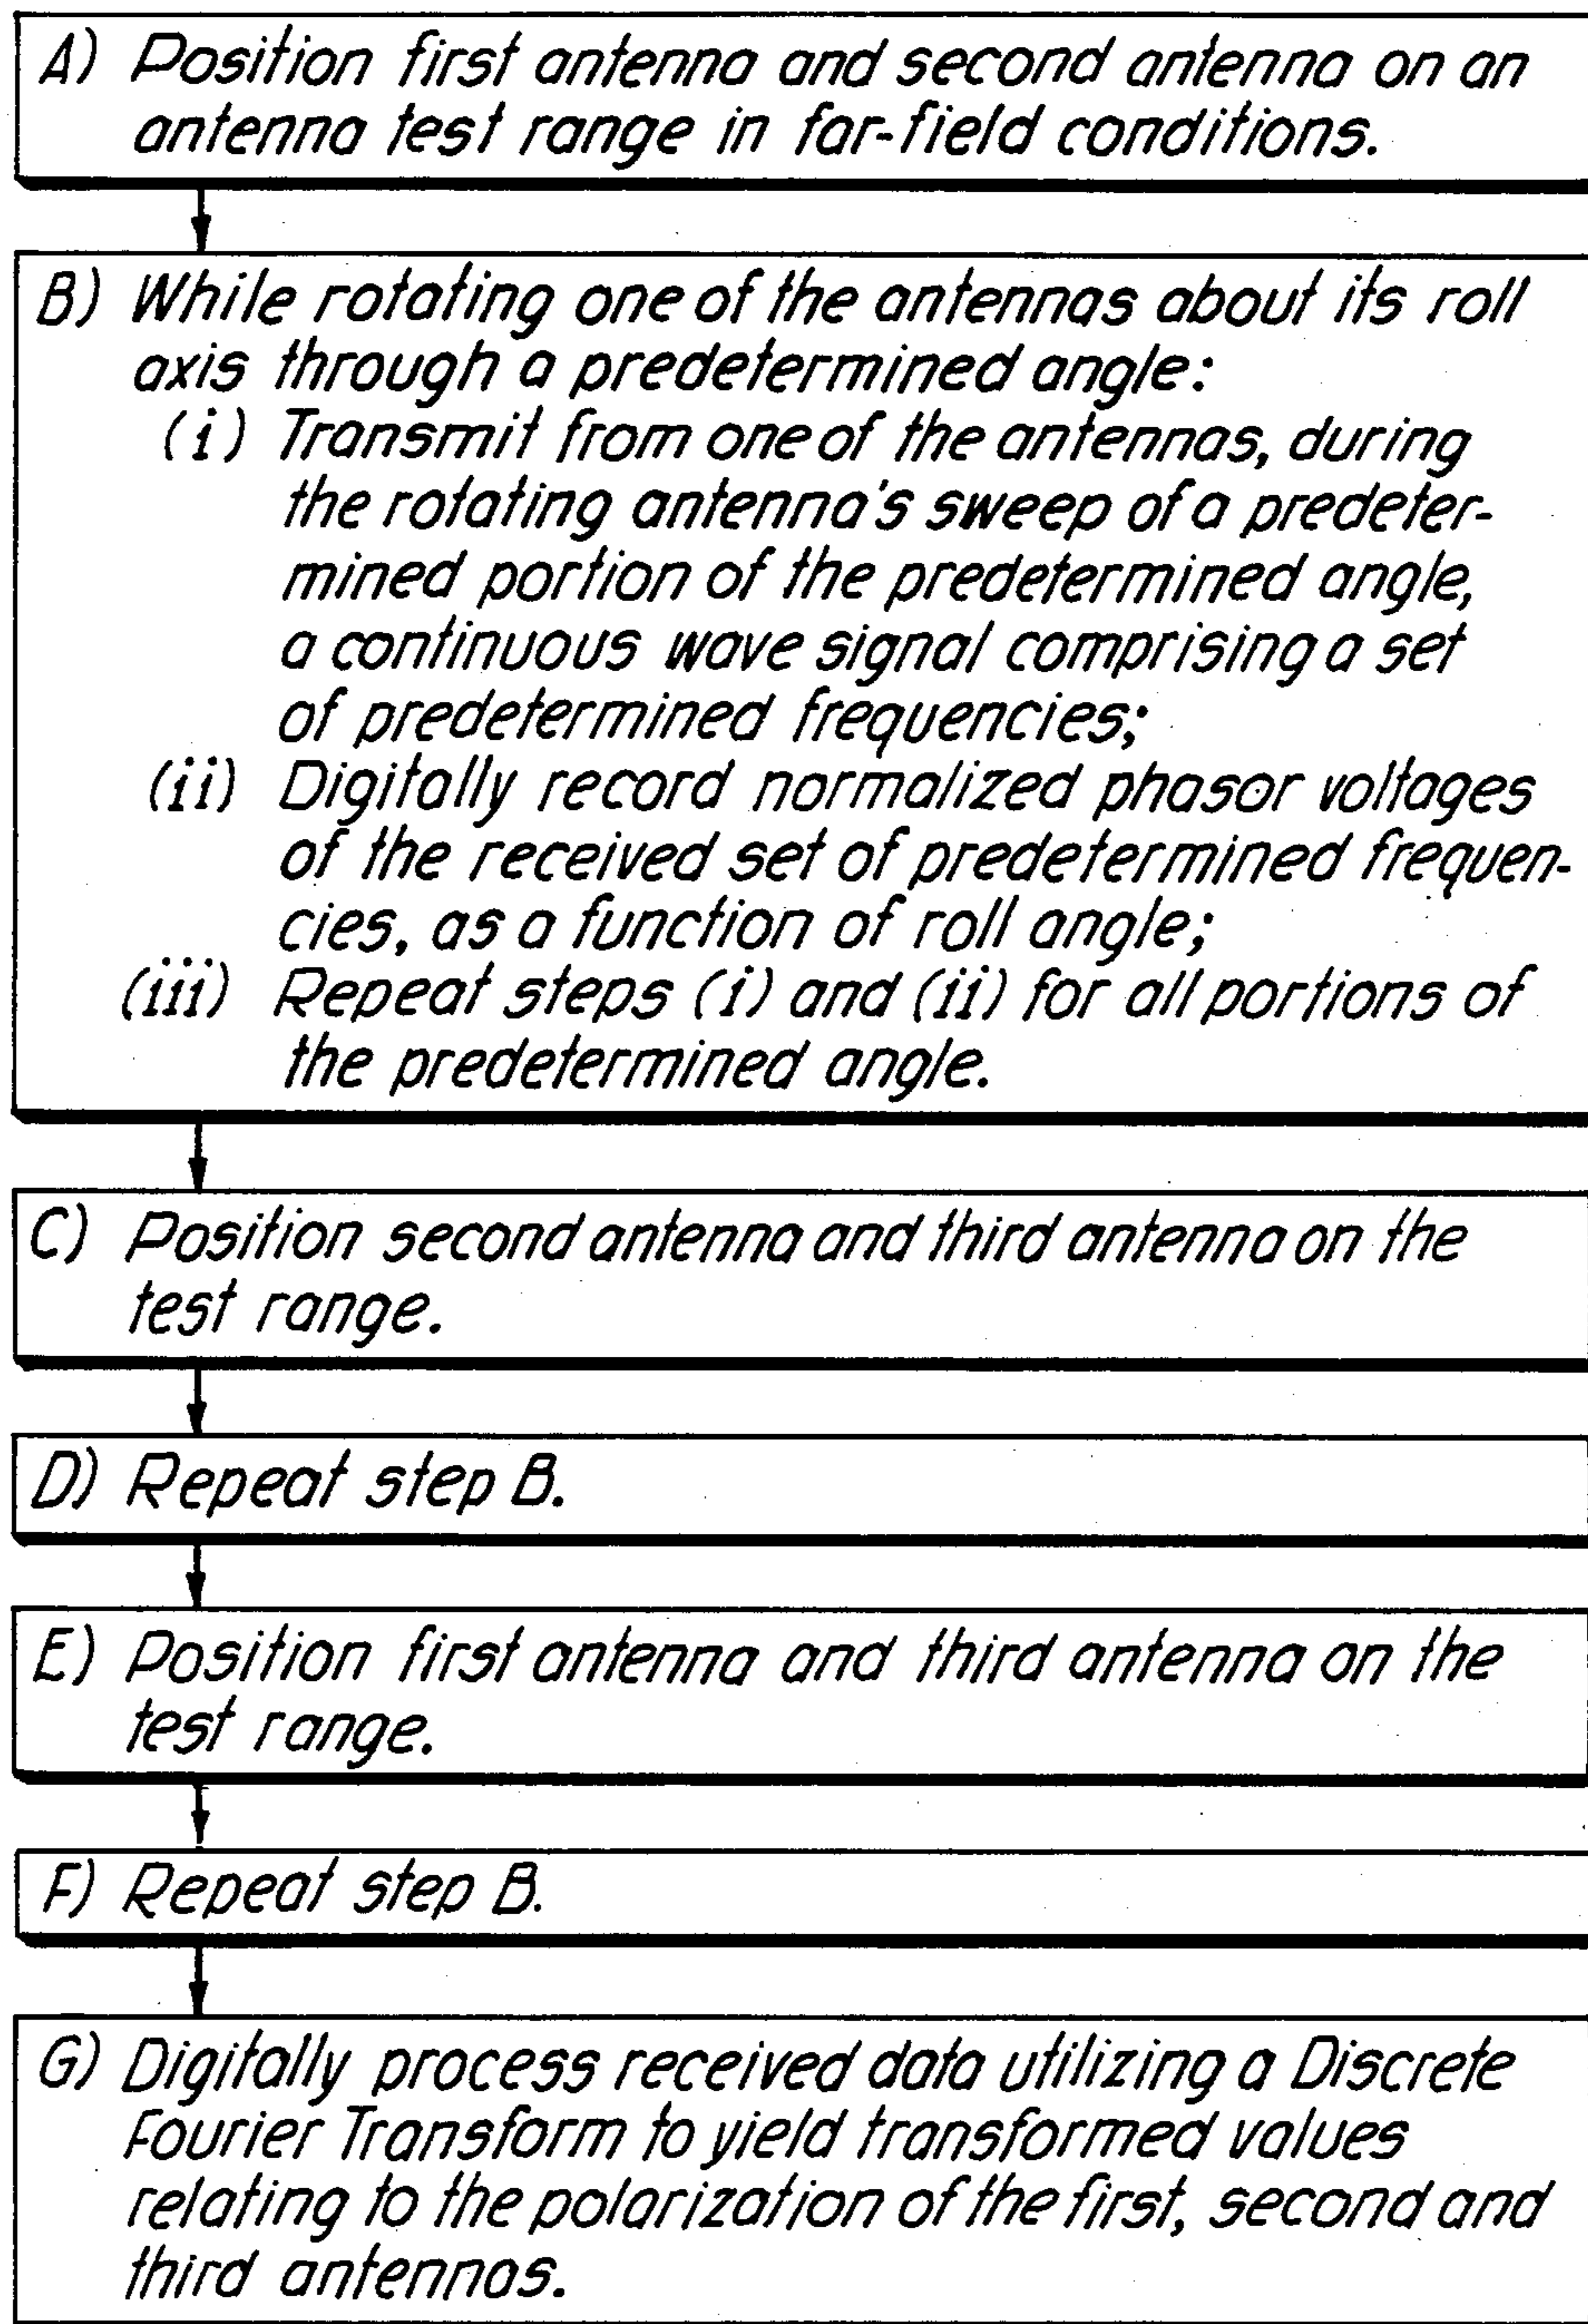 A) Position first antenna and second antenna on an
antenna test range in far-field conditions.
B) While rotating one of the antennas about its roll
axis through a predetermined angle:
(i) Transmit from one of the antennas, during
the rotating antenna's sweep of a predeter-
mined portion of the predetermined angle,
a continuous wave signal comprising a set
of predetermined frequencies;
(ii) Digitally record normalized phasor voltages
of the received set of predetermined frequen-
cies, as a function of roll angle;
(iii) Repeat steps (i) and (ii) for all portions of
the predetermined angle.
C) Position second antenna and third antenna on the
test range.
D) Repeat step B.
E) Position first antenna and third antenna on the
test range.
F) Repeat step B.
G) Digitally process received data utilizing a Discrete
Fourier Transform to yield transformed values
relating to the polarization of the first, second and
third antennas.